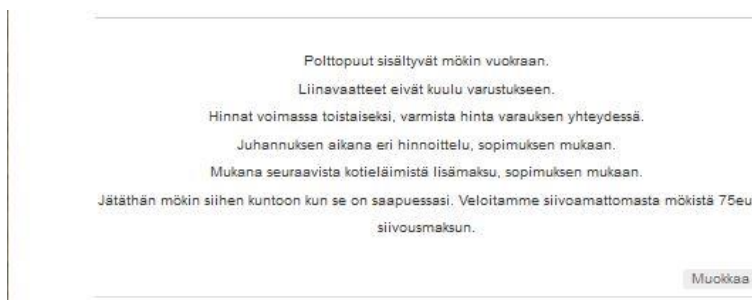 Polttopuut sisältyvät mökin vuokraan.
Liinavaatteet eivät kuulu varustukseen.
Hinnat voimassa toistaiseksi, varmista hinta varauksen yhteydessä.
Juhannuksen aikana eri hinnoittelu, sopimuksen mukaan.
Mukana seuraavista kotieläimistä lisämaksu, sopimuksen mukaan.
Jätäthän mökin siihen kuntoon kun se on saapuessasi. Veloitamme siivoamattomasta mökistä 75eu
siivousmaksun.
Muokkaa